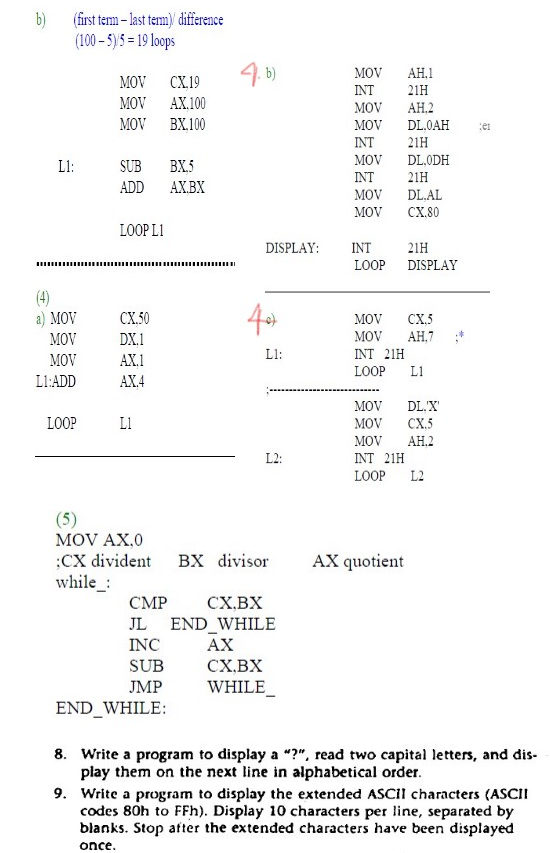 b) (first term – last term)/ difference
(100 – 5)/5 = 19 loops
MOV CX,19
MOV AX,100
MOV BX,100
L1: SUB BX,5
ADD AX,BX
LOOP L1
(4)
a) MOV CX,50
MOV DX,1
MOV AX,1
L1:ADD AX,4
LOOP L1
4. b) MOV AH,1
INT 21H
MOV AH,2
MOV DL,0AH ;er
INT 21H
MOV DL,0DH
INT 21H
MOV DL,AL
MOV CX,80
DISPLAY: INT 21H
LOOP DISPLAY
4 c) MOV CX,5
MOV AH,7 ;*
L1: INT 21H
LOOP L1
;----------------------------
MOV DL,'X'
MOV CX,5
MOV AH,2
L2: INT 21H
LOOP L2
(5)
MOV AX,0
;CX divident BX divisor AX quotient
while_:
CMP CX,BX
JL END_WHILE
INC AX
SUB CX,BX
JMP WHILE_
END_WHILE:
8. Write a program to display a "?", read two capital letters, and dis-
play them on the next line in alphabetical order.
9. Write a program to display the extended ASCII characters (ASCII
codes 80h to FFh). Display 10 characters per line, separated by
blanks. Stop after the extended characters have been displayed
once.